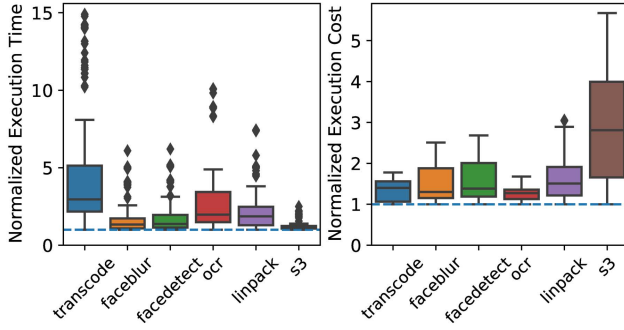 Normalized Execution Time
15
10
5
0
transcode
faceblur
facedetect
ocr
linpack
s3
Normalized Execution Cost
5
4
3
2
1
0
transcode
faceblur
facedetect
ocr
linpack
s3